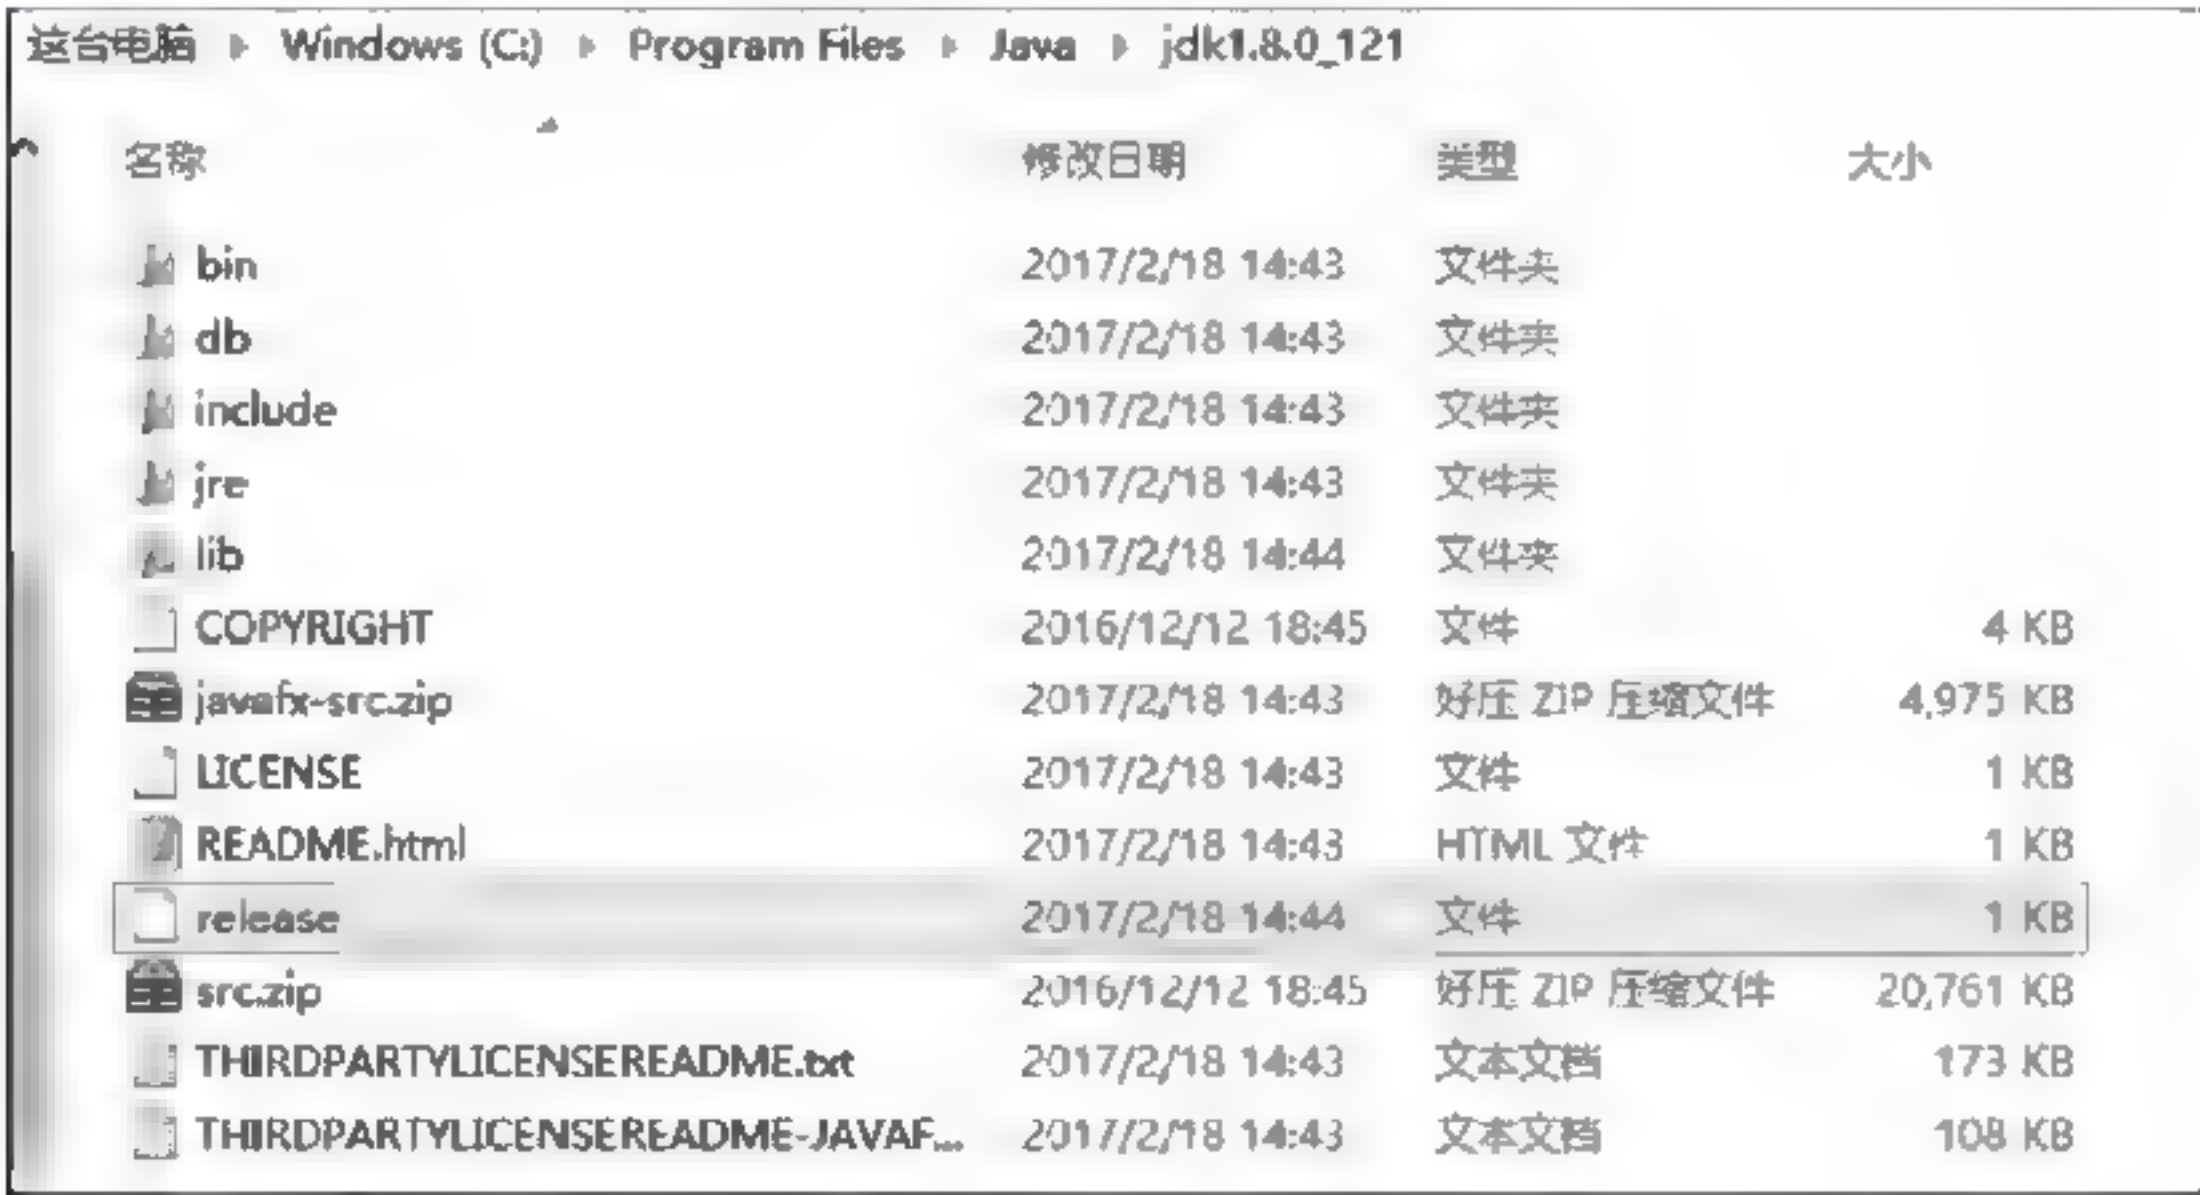 这台电脑 Windows (C:) Program Files Java jdk1.8.0_121
名称 修改日期 类型 大小
bin 2017/2/18 14:43 文件夹
db 2017/2/18 14:43 文件夹
include 2017/2/18 14:43 文件夹
jre 2017/2/18 14:43 文件夹
lib 2017/2/18 14:44 文件夹
COPYRIGHT 2016/12/12 18:45 文件 4 KB
javafx-src.zip 2017/2/18 14:43 好压 ZIP 压缩文件 4,975 KB
LICENSE 2017/2/18 14:43 文件 1 KB
README.html 2017/2/18 14:43 HTML 文件 1 KB
release 2017/2/18 14:44 文件 1 KB
src.zip 2016/12/12 18:45 好压 ZIP 压缩文件 20,761 KB
THIRDPARTYLICENSEREADME.txt 2017/2/18 14:43 文本文档 173 KB
THIRDPARTYLICENSEREADME-JAVAF... 2017/2/18 14:43 文本文档 108 KB